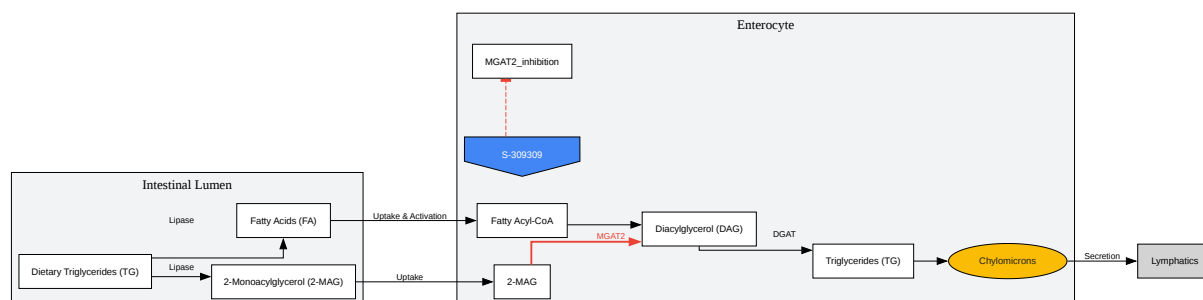 Enterocyte
MGAT2_inhibition
S-309309
Intestinal Lumen
Lipase
Fatty Acids (FA)
Uptake & Activation
Fatty Acyl-CoA
MGAT2
Diacylglycerol (DAG)
DGAT
Dietary Triglycerides (TG)
Lipase
2-Monoacylglycerol (2-MAG)
Uptake
2-MAG
Triglycerides (TG)
Chylomicrons
Secretion
Lymphatics